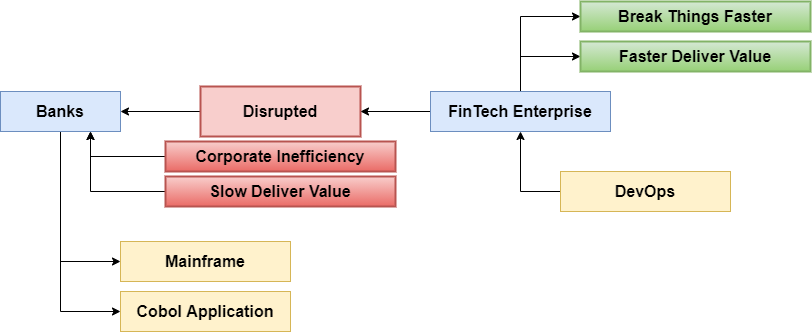 Break Things Faster
Faster Deliver Value
Banks
Disrupted
FinTech Enterprise
Corporate Inefficiency
Slow Deliver Value
DevOps
Mainframe
Cobol Application